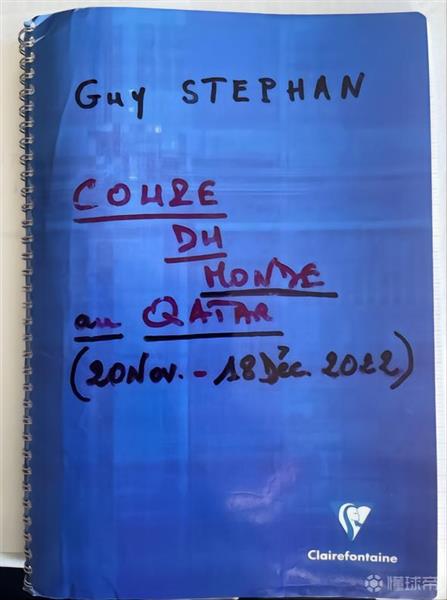 Guy STEPHAN
COUPE
DU
MONDE
au QATAR
(20 Nov. - 18 Déc. 2022)
Clairefontaine
懂球帝